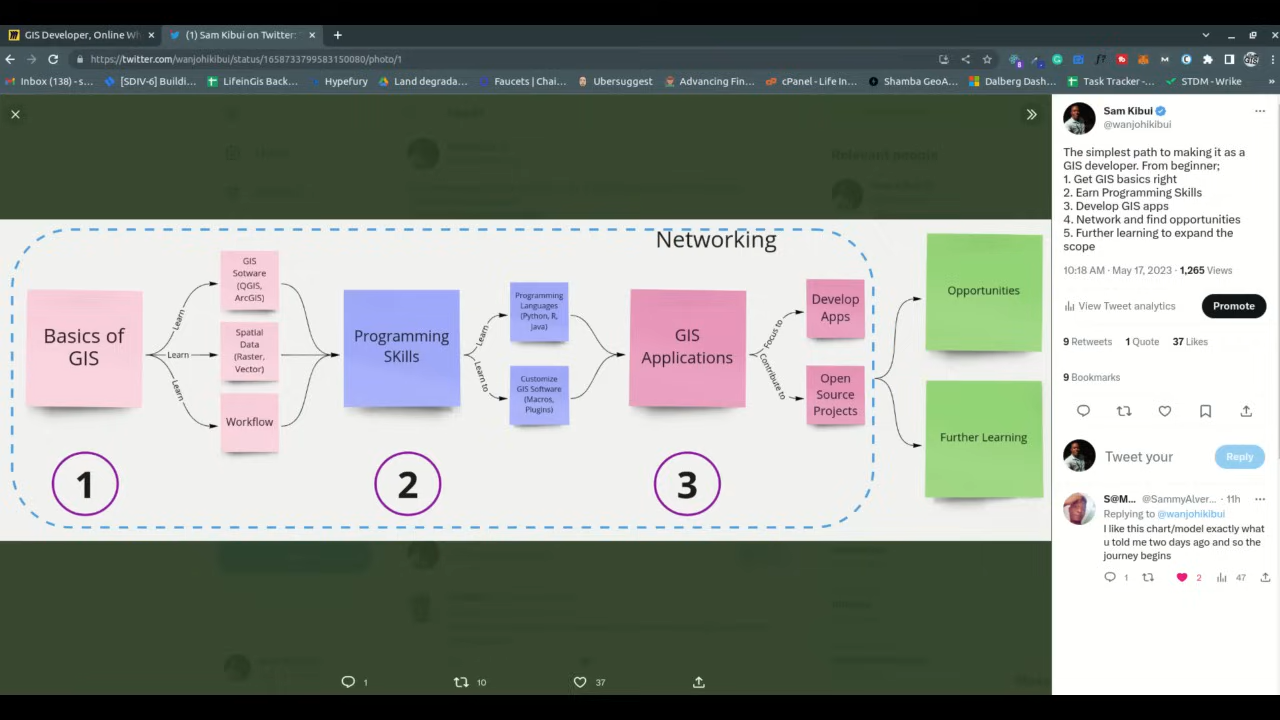 GIS Developer, Online W
(1) Sam Kibui on Twitter:
https://twitter.com/wanjohikibui/status/1658733799583150080/photo/1
Inbox (138) - s...
[SDIV-6] Buildi...
LifeinGIS Back...
Hypefury
Land degrada...
Faucets | Chai...
Ubersuggest
Advancing Fin...
cPanel - Life In...
Shamba GeoA...
Dalberg Dash...
Task Tracker -...
STDM - Wrike
Networking
Basics of
GIS
Learn
Learn
Learn
GIS
Sotware
(QGIS,
ArcGIS)
Spatial
Data
(Raster,
Vector)
Workflow
Programming
SKills
Learn
Learn to
Programming
Languages
(Python, R,
Java)
Customize
GIS Software
(Macros,
Plugins)
GIS
Applications
Focus to
Contribute to
Develop
Apps
Open
Source
Projects
Opportunities
Further Learning
1
2
3
1
10
37
Sam Kibui
@wanjohikibui
The simplest path to making it as a
GIS developer. From beginner;
1. Get GIS basics right
2. Earn Programming Skills
3. Develop GIS apps
4. Network and find opportunities
5. Further learning to expand the
scope
10:18 AM · May 17, 2023 · 1,265 Views
View Tweet analytics
Promote
9 Retweets 1 Quote 37 Likes
9 Bookmarks
Tweet your
Reply
S@M... @SammyAlver... · 11h
Replying to @wanjohikibui
I like this chart/model exactly what
u told me two days ago and so the
journey begins
1
2
47